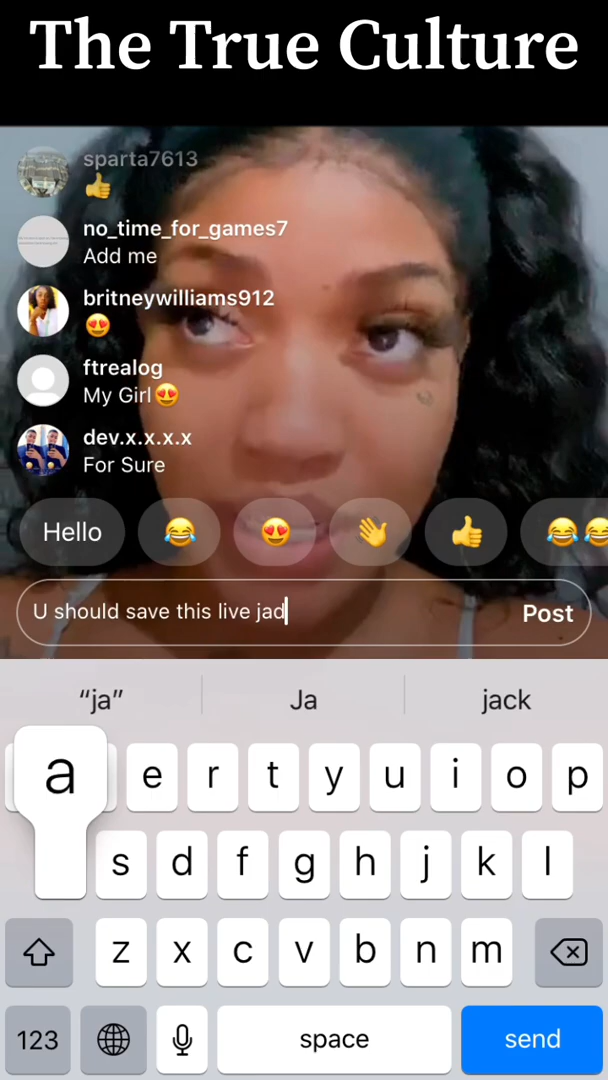 The True Culture
sparta7613
👍
no_time_for_games7
Add me
britneywilliams912
😍
ftrealog
My Girl😍
dev.x.x.x.x
For Sure
Hello 😂 😍 👋 👍 😂😂
U should save this live jad Post
“ja” Ja jack
a e r t y u i o p
s d f g h j k l
z x c v b n m
123 space send